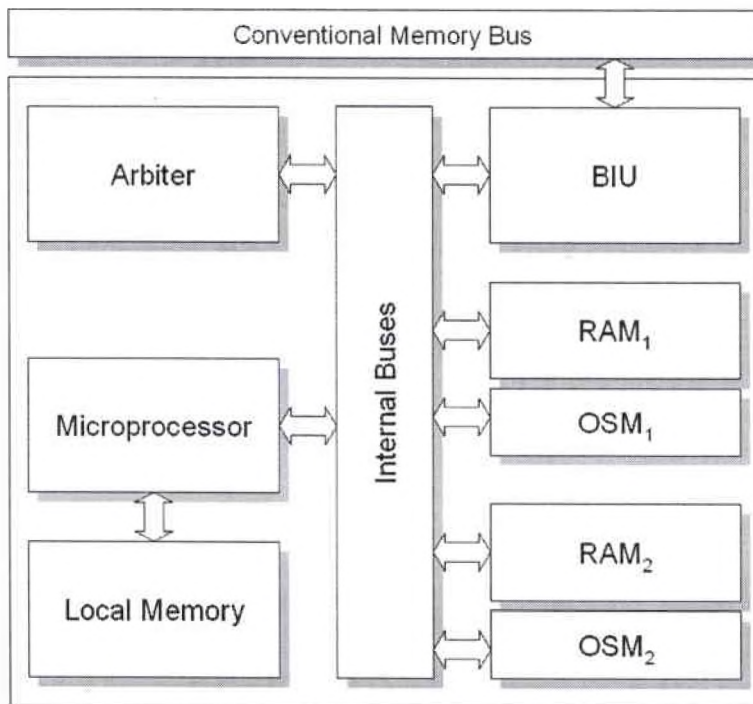 Conventional Memory Bus
Arbiter
BIU
Internal Buses
RAM₁
Microprocessor
OSM₁
RAM₂
Local Memory
OSM₂